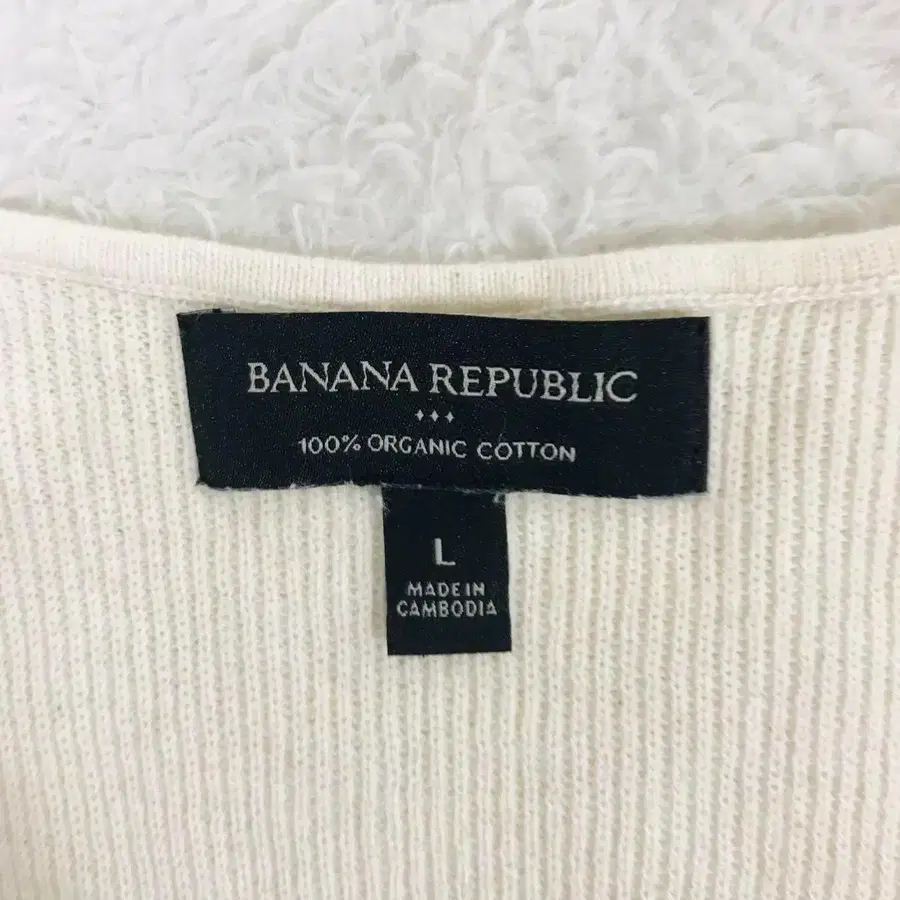 BANANA REPUBLIC
100% ORGANIC COTTON
L
MADE IN
CAMBODIA